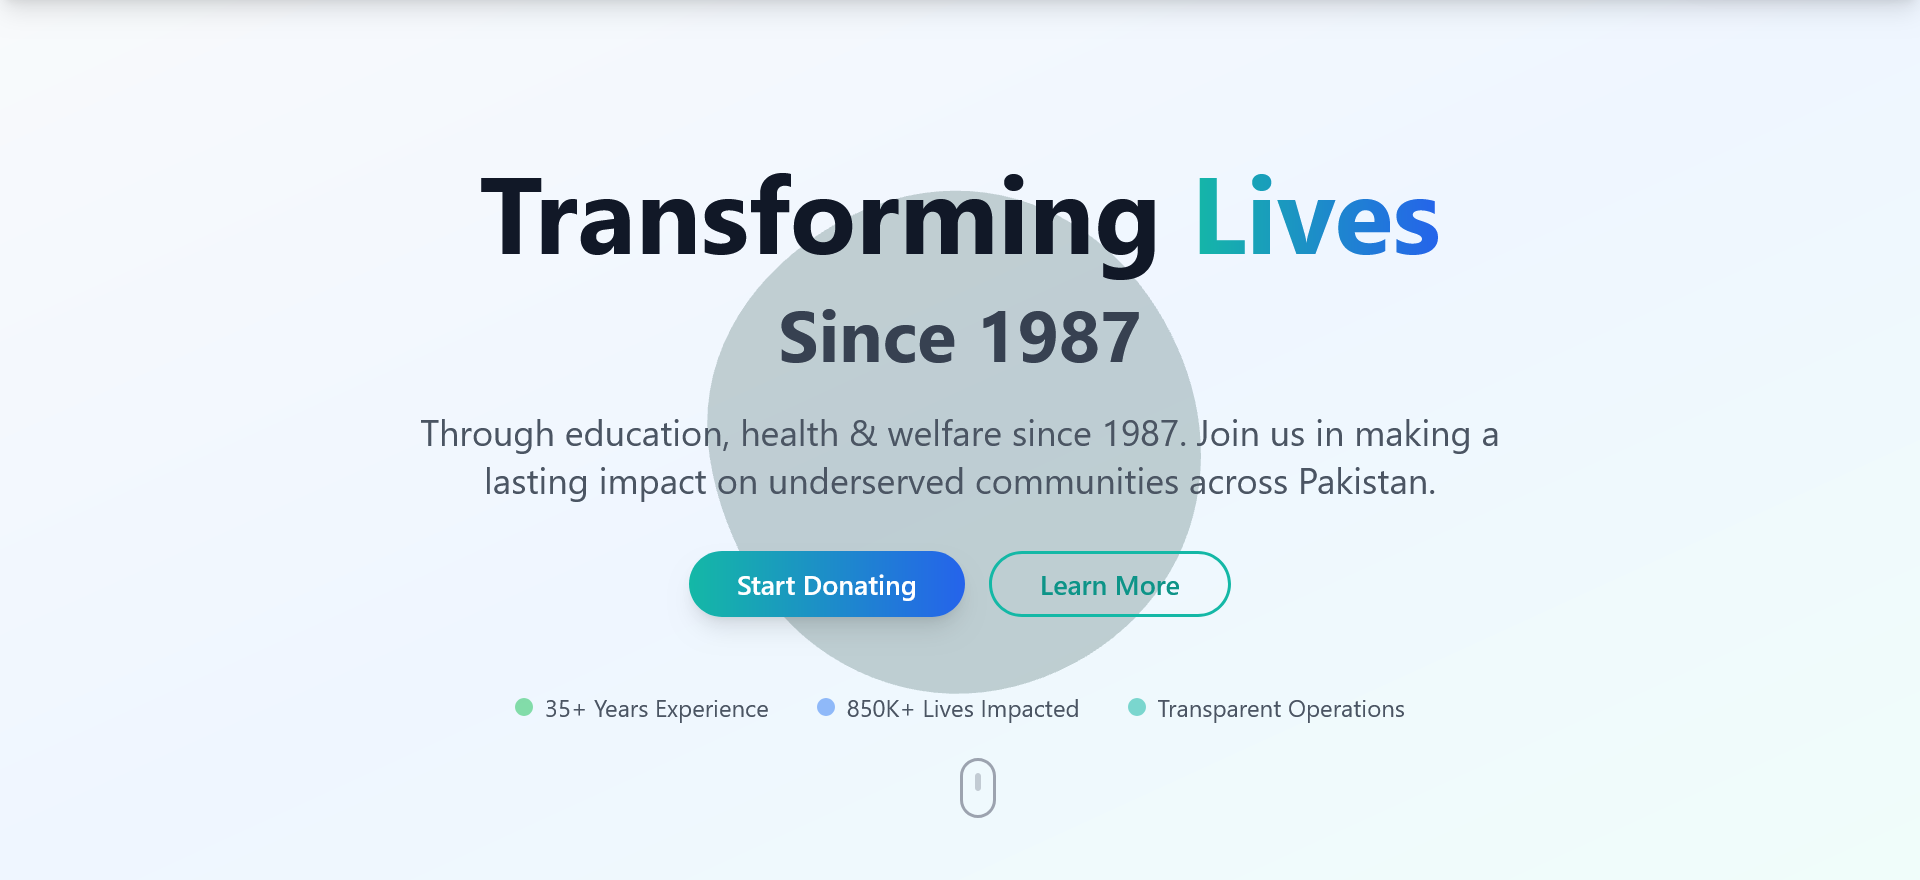 Transforming Lives
Since 1987
Through education, health & welfare since 1987. Join us in making a
lasting impact on underserved communities across Pakistan.
Start Donating
Learn More
35+ Years Experience
850K+ Lives Impacted
Transparent Operations